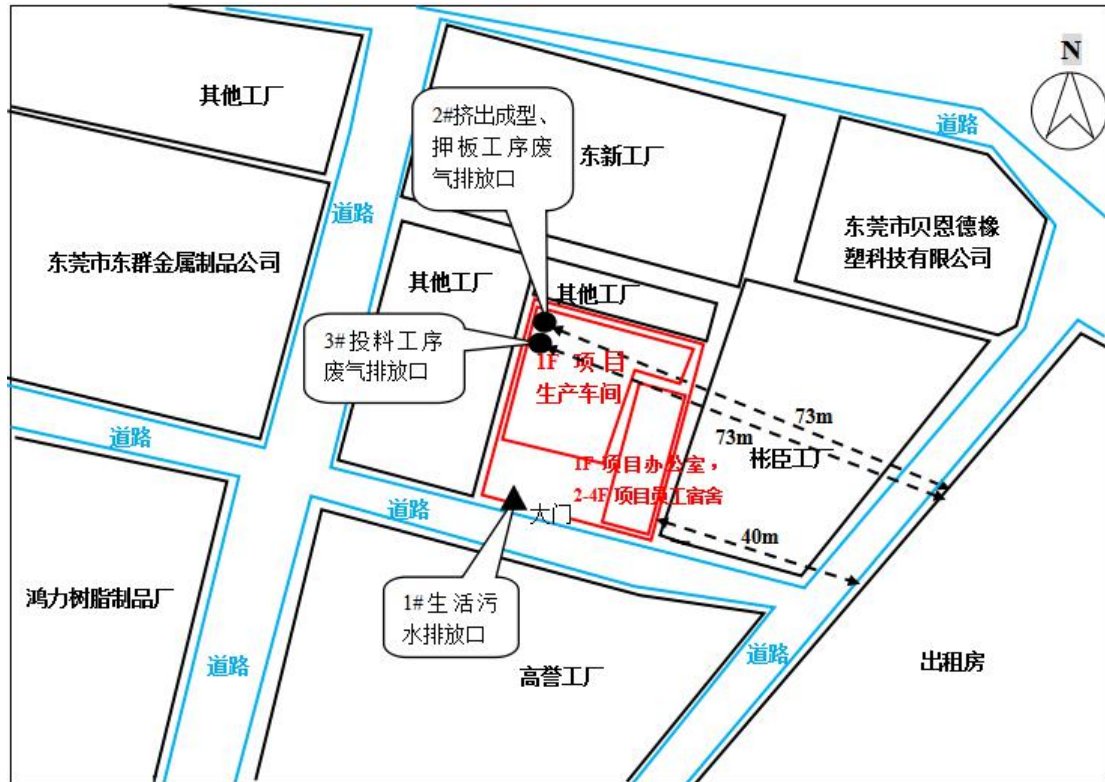 N
其他工厂
2#挤出成型、
押板工序废
气排放口
道路
东新工厂
道路
东莞市贝恩德橡
塑科技有限公司
东莞市东群金属制品公司
其他工厂
其他工厂
3#投料工序
废气排放口
1F 项目
生产车间
73m
73m
彬臣工厂
道路
1F 项目办公室，
2-4F 项目员工宿舍
道路
大门
40m
1#生活污
水排放口
鸿力树脂制品厂
道路
高誉工厂
道路
出租房